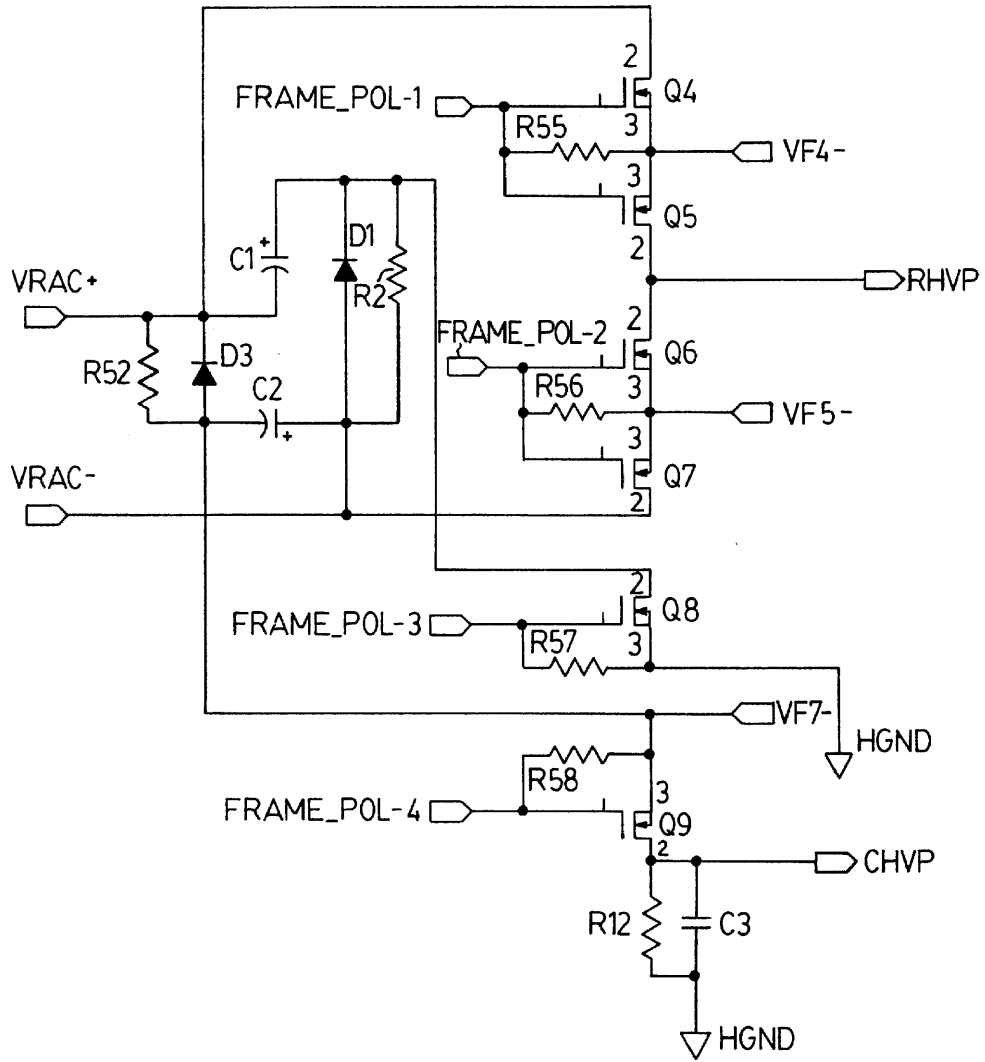 2
FRAME_POL-1
Q4
R55
3
VF4-
3
Q5
D1
C1
+
2
R2
VRAC+
RHVP
2
FRAME_POL-2
Q6
D3
R52
C2
R56
3
+
VF5-
3
VRAC-
Q7
2
2
Q8
FRAME_POL-3
R57
3
VF7-
HGND
R58
3
FRAME_POL-4
Q9
2
CHVP
R12
C3
HGND